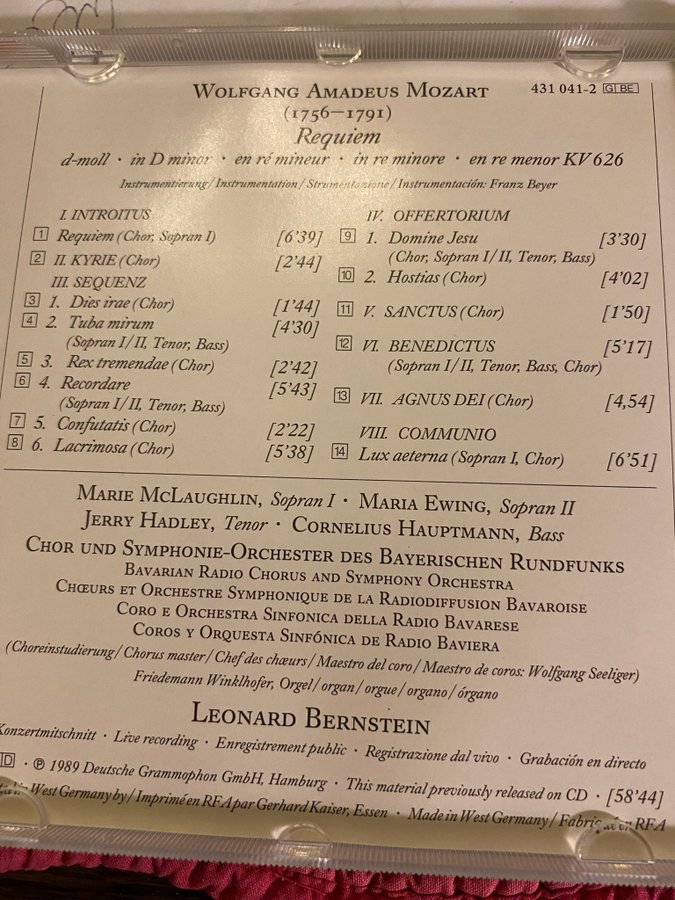 WOLFGANG AMADEUS MOZART 431 041-2 GLBE
(1756–1791)
Requiem
d-moll · in D minor · en ré mineur · in re minore · en re menor KV 626
Instrumentierung/Instrumentation/Strumentazione/Instrumentación: Franz Beyer
I. INTROITUS
1 Requiem (Chor, Sopran I) [6'39]
2 II. KYRIE (Chor) [2'44]
III. SEQUENZ
3 1. Dies irae (Chor) [1'44]
4 2. Tuba mirum [4'30]
(Sopran I/II, Tenor, Bass)
5 3. Rex tremendae (Chor) [2'42]
6 4. Recordare [5'43]
(Sopran I/II, Tenor, Bass)
7 5. Confutatis (Chor) [2'22]
8 6. Lacrimosa (Chor) [5'38]
IV. OFFERTORIUM
9 1. Domine Jesu [3'30]
(Chor, Sopran I/II, Tenor, Bass)
10 2. Hostias (Chor) [4'02]
11 V. SANCTUS (Chor) [1'50]
12 VI. BENEDICTUS [5'17]
(Sopran I/II, Tenor, Bass, Chor)
13 VII. AGNUS DEI (Chor) [4,54]
VIII. COMMUNIO
14 Lux aeterna (Sopran I, Chor) [6'51]
MARIE MCLAUGHLIN, Sopran I · MARIA EWING, Sopran II
JERRY HADLEY, Tenor · CORNELIUS HAUPTMANN, Bass
CHOR UND SYMPHONIE-ORCHESTER DES BAYERISCHEN RUNDFUNKS
BAVARIAN RADIO CHORUS AND SYMPHONY ORCHESTRA
CHŒURS ET ORCHESTRE SYMPHONIQUE DE LA RADIODIFFUSION BAVAROISE
CORO E ORCHESTRA SINFONICA DELLA RADIO BAVARESE
COROS Y ORQUESTA SINFÓNICA DE RADIO BAVIERA
(Choreinstudierung/Chorus master/Chef des chœurs/Maestro del coro/Maestro de coros: Wolfgang Seeliger)
Friedemann Winklhofer, Orgel/organ/orgue/organo/órgano
LEONARD BERNSTEIN
Konzertmitschnitt · Live recording · Enregistrement public · Registrazione dal vivo · Grabación en directo
D · ℗ 1989 Deutsche Grammophon GmbH, Hamburg · This material previously released on CD · [58'44]
in West Germany by/Imprimé en RFA par Gerhard Kaiser, Essen · Made in West Germany/ en RFA